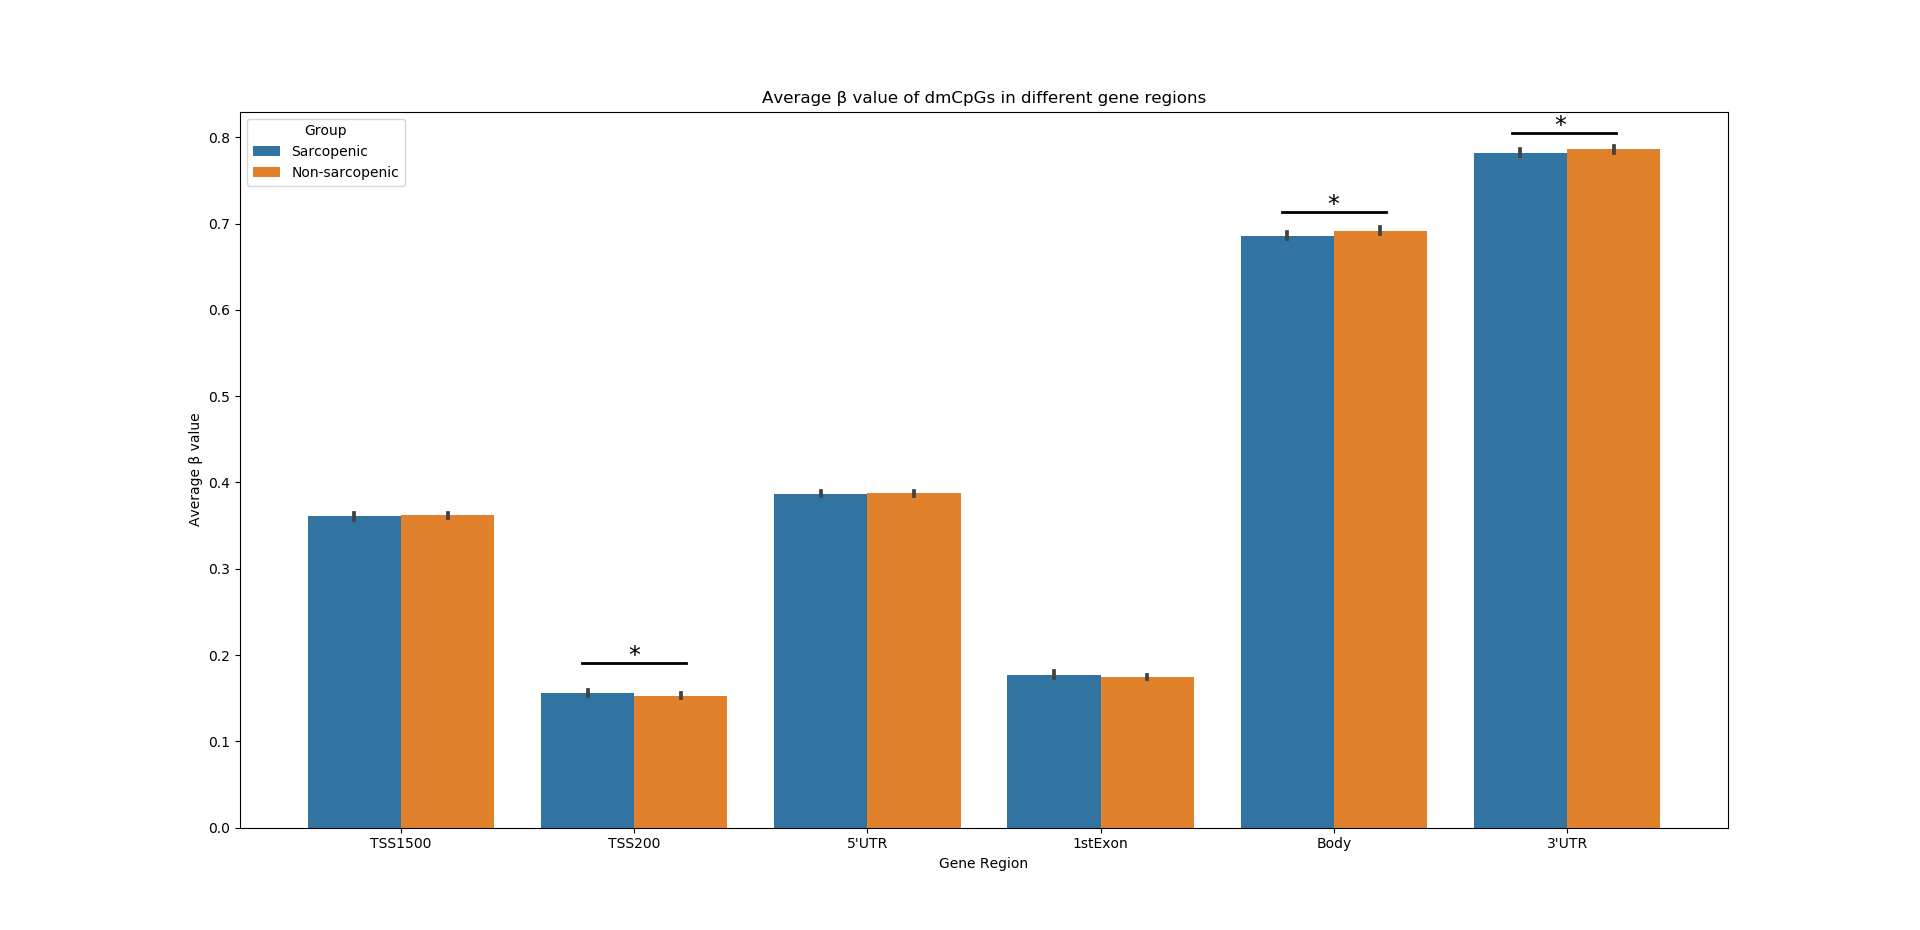 Average β value of dmCpGs in different gene regions
Group
Sarcopenic
Non-sarcopenic
Average β value
0.8
0.7
0.6
0.5
0.4
0.3
0.2
0.1
0.0
*
*
*
TSS1500 TSS200 5'UTR 1stExon Body 3'UTR
Gene Region